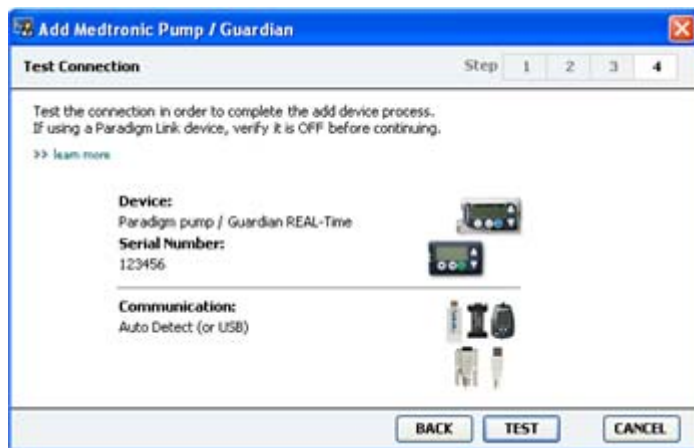 Add Medtronic Pump / Guardian
Test Connection Step 1 2 3 4
Test the connection in order to complete the add device process.
If using a Paradigm Link device, verify it is OFF before continuing.
>> learn more
Device:
Paradigm pump / Guardian REAL-Time
Serial Number:
123456
Communication:
Auto Detect (or USB)
BACK TEST CANCEL